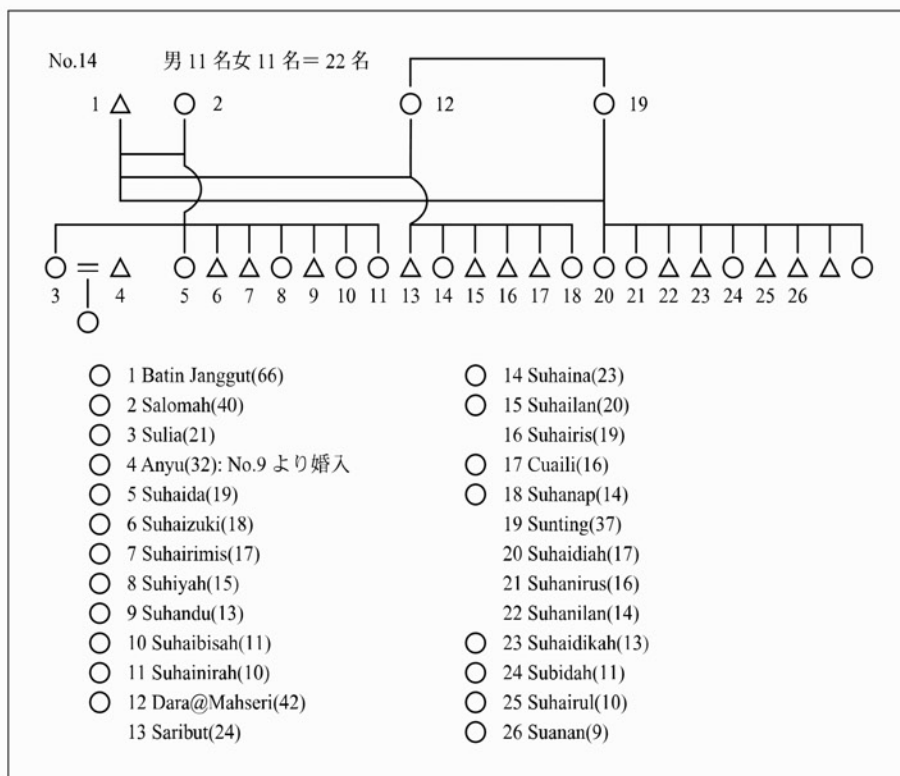 No.14 男 11 名女 11 名＝ 22 名
1 2 12 19
3 4 5 6 7 8 9 10 11 13 14 15 16 17 18 20 21 22 23 24 25 26
1 Batin Janggut(66)
2 Salomah(40)
3 Sulia(21)
4 Anyu(32): No.9 より婚入
5 Suhaida(19)
6 Suhaizuki(18)
7 Suhairimis(17)
8 Suhiyah(15)
9 Suhandu(13)
10 Suhaibisah(11)
11 Suhainirah(10)
12 Dara@Mahseri(42)
13 Saribut(24)
14 Suhaina(23)
15 Suhailan(20)
16 Suhairis(19)
17 Cuaili(16)
18 Suhanap(14)
19 Sunting(37)
20 Suhaidiah(17)
21 Suhanirus(16)
22 Suhanilan(14)
23 Suhaidikah(13)
24 Subidah(11)
25 Suhairul(10)
26 Suanan(9)